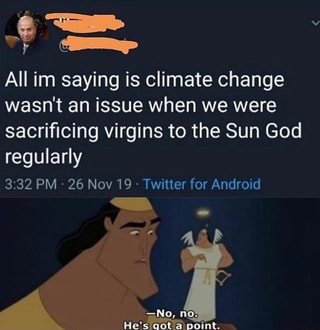 All im saying is climate change
wasn't an issue when we were
sacrificing virgins to the Sun God
regularly
3:32 PM · 26 Nov 19 · Twitter for Android
—No, no.
He's got a point.